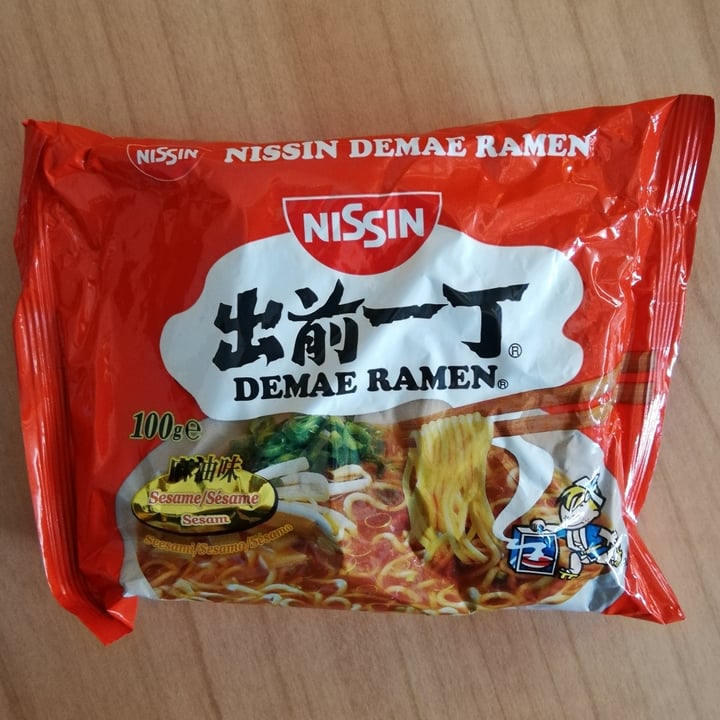 NISSIN NISSIN DEMAE RAMEN
NISSIN
出前一丁®
DEMAE RAMEN®
100g℮
麻油味
Sesame/Sésame
Sesam
Seesami/Sesamo/Sésamo